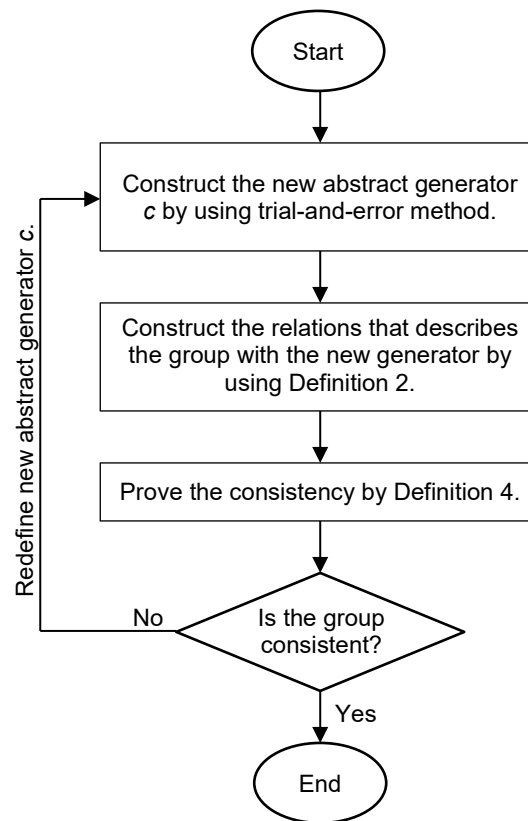 Start
Construct the new abstract generator
c by using trial-and-error method.
Redefine new abstract generator c.
Construct the relations that describes
the group with the new generator by
using Definition 2.
Prove the consistency by Definition 4.
Is the group
consistent?
No
Yes
End